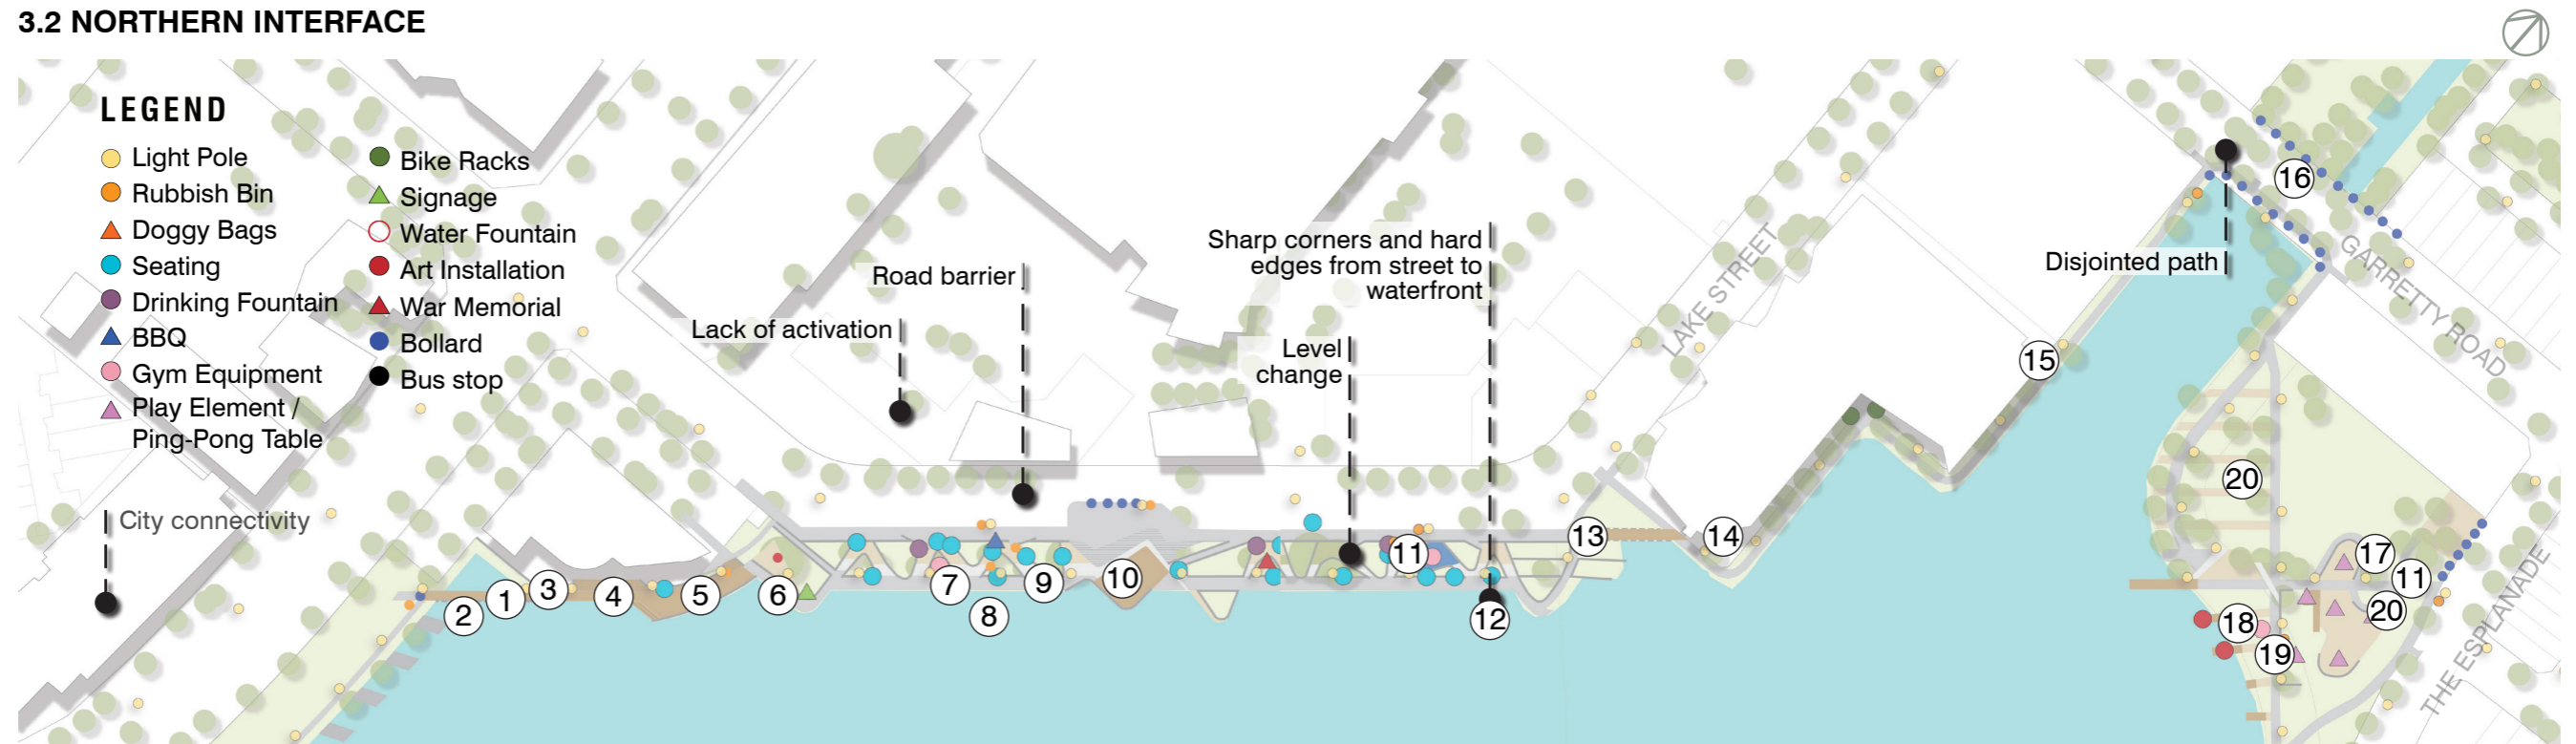 3.2 NORTHERN INTERFACE
LEGEND
Light Pole
Rubbish Bin
Doggy Bags
Seating
Drinking Fountain
BBQ
Gym Equipment
Play Element /
Ping-Pong Table
Bike Racks
Signage
Water Fountain
Art Installation
War Memorial
Bollard
Bus stop
City connectivity
Lack of activation
Road barrier
Sharp corners and hard
edges from street to
waterfront
Level
change
LAKE STREET
Disjointed path
GARRETTY ROAD
THE ESPLANADE
2
1
3
4
5
6
7
8
9
10
11
12
13
14
15
16
20
17
11
20
18
19